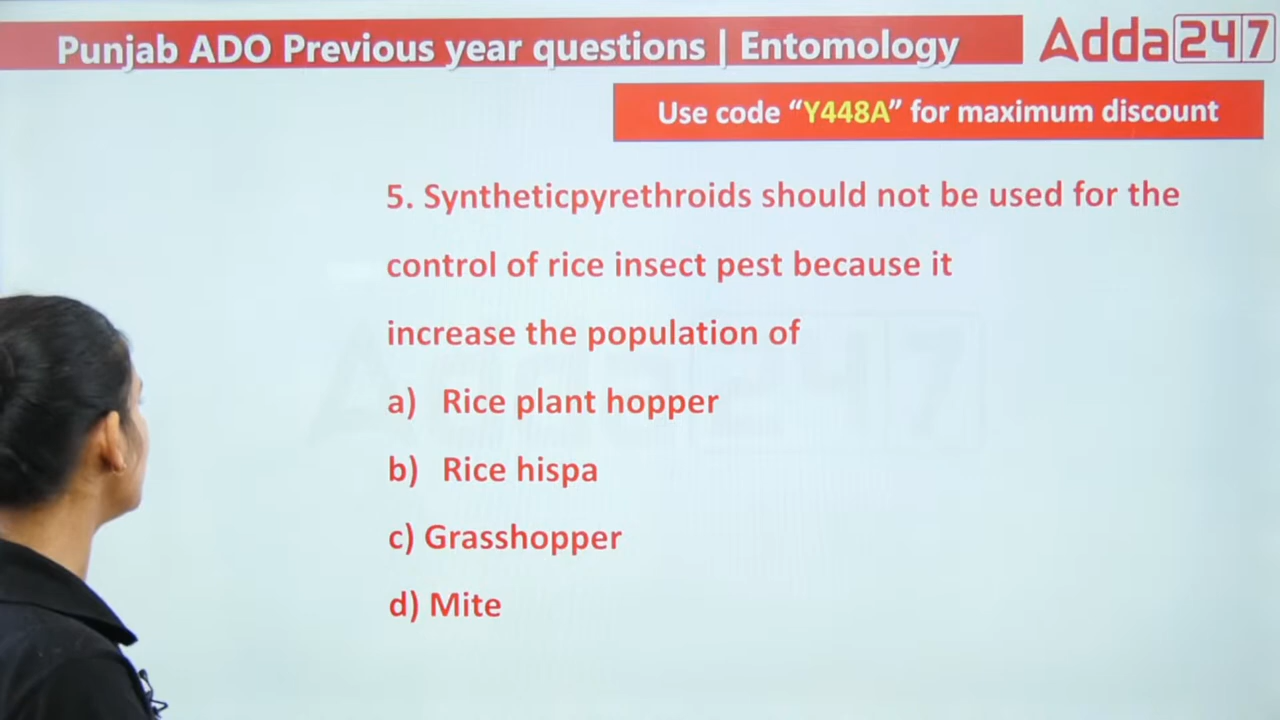 Punjab ADO Previous year questions | Entomology
Adda247
Use code “Y448A” for maximum discount
5. Syntheticpyrethroids should not be used for the
control of rice insect pest because it
increase the population of
a) Rice plant hopper
b) Rice hispa
c) Grasshopper
d) Mite
Adda247